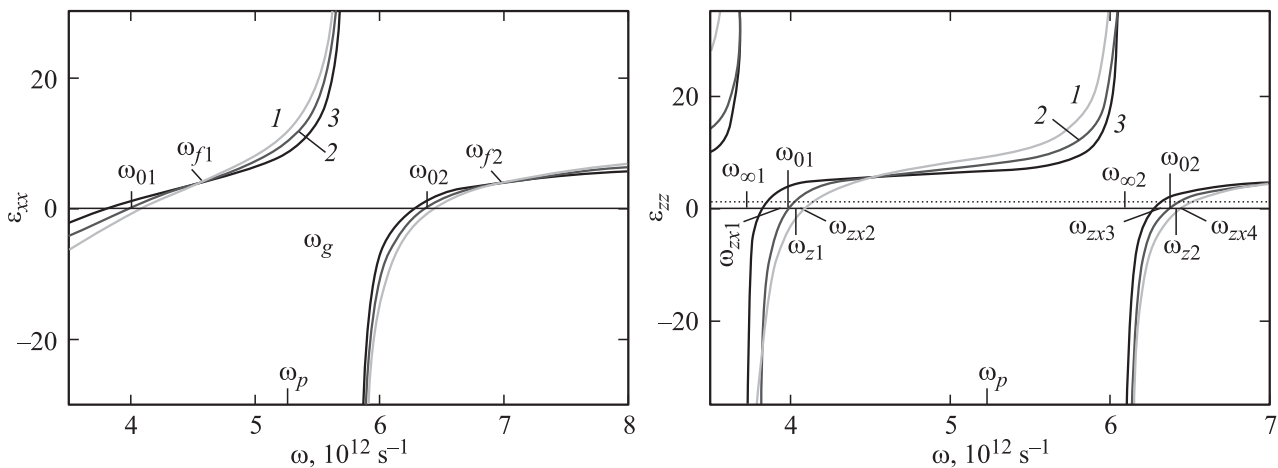 20
0
−20
ε_xx
ω_01
ω_f1
1
3
2
ω_02
ω_f2
ω_g
ω_p
4 5 6 7 8
ω, 10^12 s^−1
20
0
−20
ε_zz
1
2
3
ω_∞1
ω_01
ω_∞2
ω_02
ω_zx1
ω_z1
ω_zx2
ω_zx3
ω_z2
ω_zx4
ω_p
4 5 6 7
ω, 10^12 s^−1